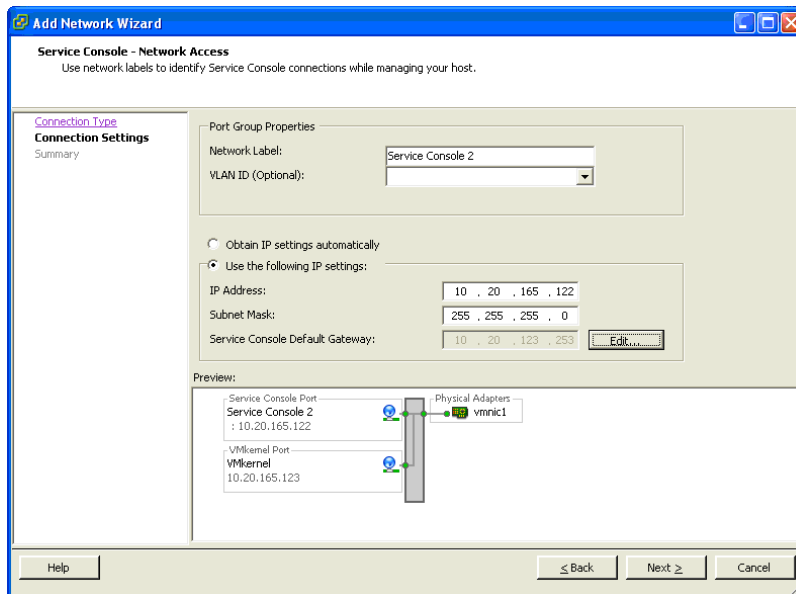 Add Network Wizard
Service Console - Network Access
Use network labels to identify Service Console connections while managing your host.
Connection Type
Connection Settings
Summary
Port Group Properties
Network Label: Service Console 2
VLAN ID (Optional):
Obtain IP settings automatically
Use the following IP settings:
IP Address: 10 . 20 . 165 . 122
Subnet Mask: 255 . 255 . 255 . 0
Service Console Default Gateway: 10 . 20 . 123 . 253 Edit...
Preview:
Service Console Port
Service Console 2
: 10.20.165.122
Physical Adapters
vmnic1
VMkernel Port
VMkernel
10.20.165.123
Help < Back Next > Cancel